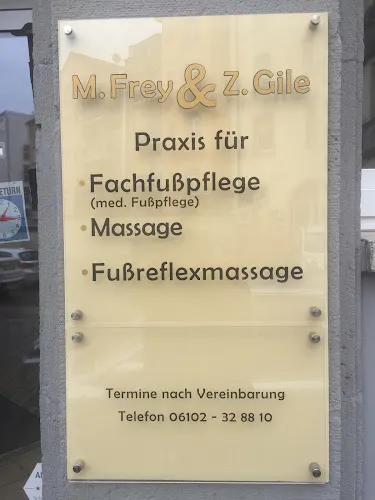 M. Frey & Z. Gile
Praxis für
• Fachfußpflege
(med. Fußpflege)
• Massage
• Fußreflexmassage
Termine nach Vereinbarung
Telefon 06102 - 32 88 10